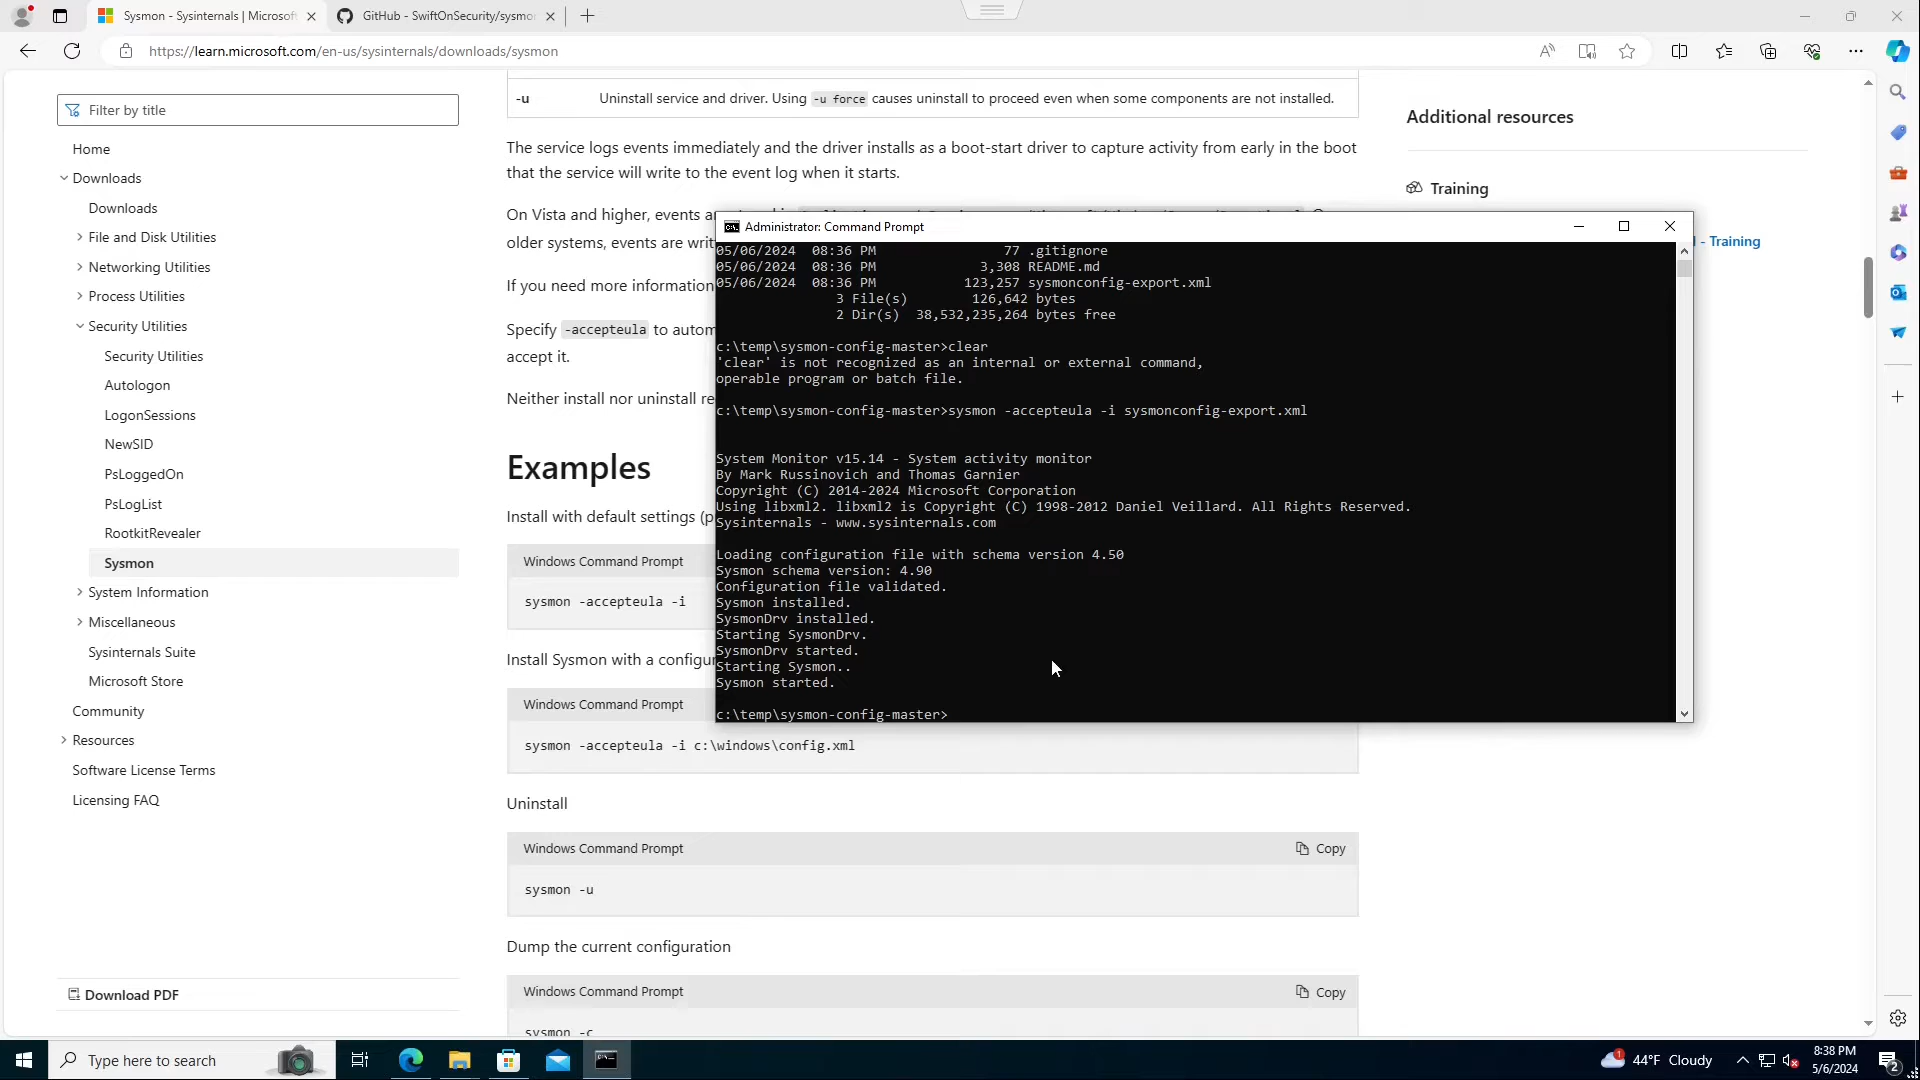 Sysmon - Sysinternals | Microsoft
GitHub - SwiftOnSecurity/sysmon
https://learn.microsoft.com/en-us/sysinternals/downloads/sysmon
Filter by title
Home
Downloads
Downloads
File and Disk Utilities
Networking Utilities
Process Utilities
Security Utilities
Security Utilities
Autologon
LogonSessions
NewSID
PsLoggedOn
PsLogList
RootkitRevealer
Sysmon
System Information
Miscellaneous
Sysinternals Suite
Microsoft Store
Community
Resources
Software License Terms
Licensing FAQ
Download PDF
-u Uninstall service and driver. Using -u force causes uninstall to proceed even when some components are not installed.
The service logs events immediately and the driver installs as a boot-start driver to capture activity from early in the boot
that the service will write to the event log when it starts.
On Vista and higher, events
older systems, events are
If you need more information
Specify -accepteula to
accept it.
Neither install nor uninstall
Examples
Install with default settings
Windows Command Prompt
sysmon -accepteula -i
Install Sysmon with a
Windows Command Prompt
sysmon -accepteula -i c:\windows\config.xml
Uninstall
Windows Command Prompt
Copy
sysmon -u
Dump the current configuration
Windows Command Prompt
Copy
sysmon -c
Additional resources
Training
- Training
Administrator: Command Prompt
05/06/2024 08:36 PM 77 .gitignore
05/06/2024 08:36 PM 3,308 README.md
05/06/2024 08:36 PM 123,257 sysmonconfig-export.xml
3 File(s) 126,642 bytes
2 Dir(s) 38,532,235,264 bytes free
c:\temp\sysmon-config-master>clear
'clear' is not recognized as an internal or external command,
operable program or batch file.
c:\temp\sysmon-config-master>sysmon -accepteula -i sysmonconfig-export.xml
System Monitor v15.14 - System activity monitor
By Mark Russinovich and Thomas Garnier
Copyright (C) 2014-2024 Microsoft Corporation
Using libxml2. libxml2 is Copyright (C) 1998-2012 Daniel Veillard. All Rights Reserved.
Sysinternals - www.sysinternals.com
Loading configuration file with schema version 4.50
Sysmon schema version: 4.90
Configuration file validated.
Sysmon installed.
SysmonDrv installed.
Starting SysmonDrv.
SysmonDrv started.
Starting Sysmon..
Sysmon started.
c:\temp\sysmon-config-master>
Type here to search
44°F Cloudy
8:38 PM
5/6/2024
2